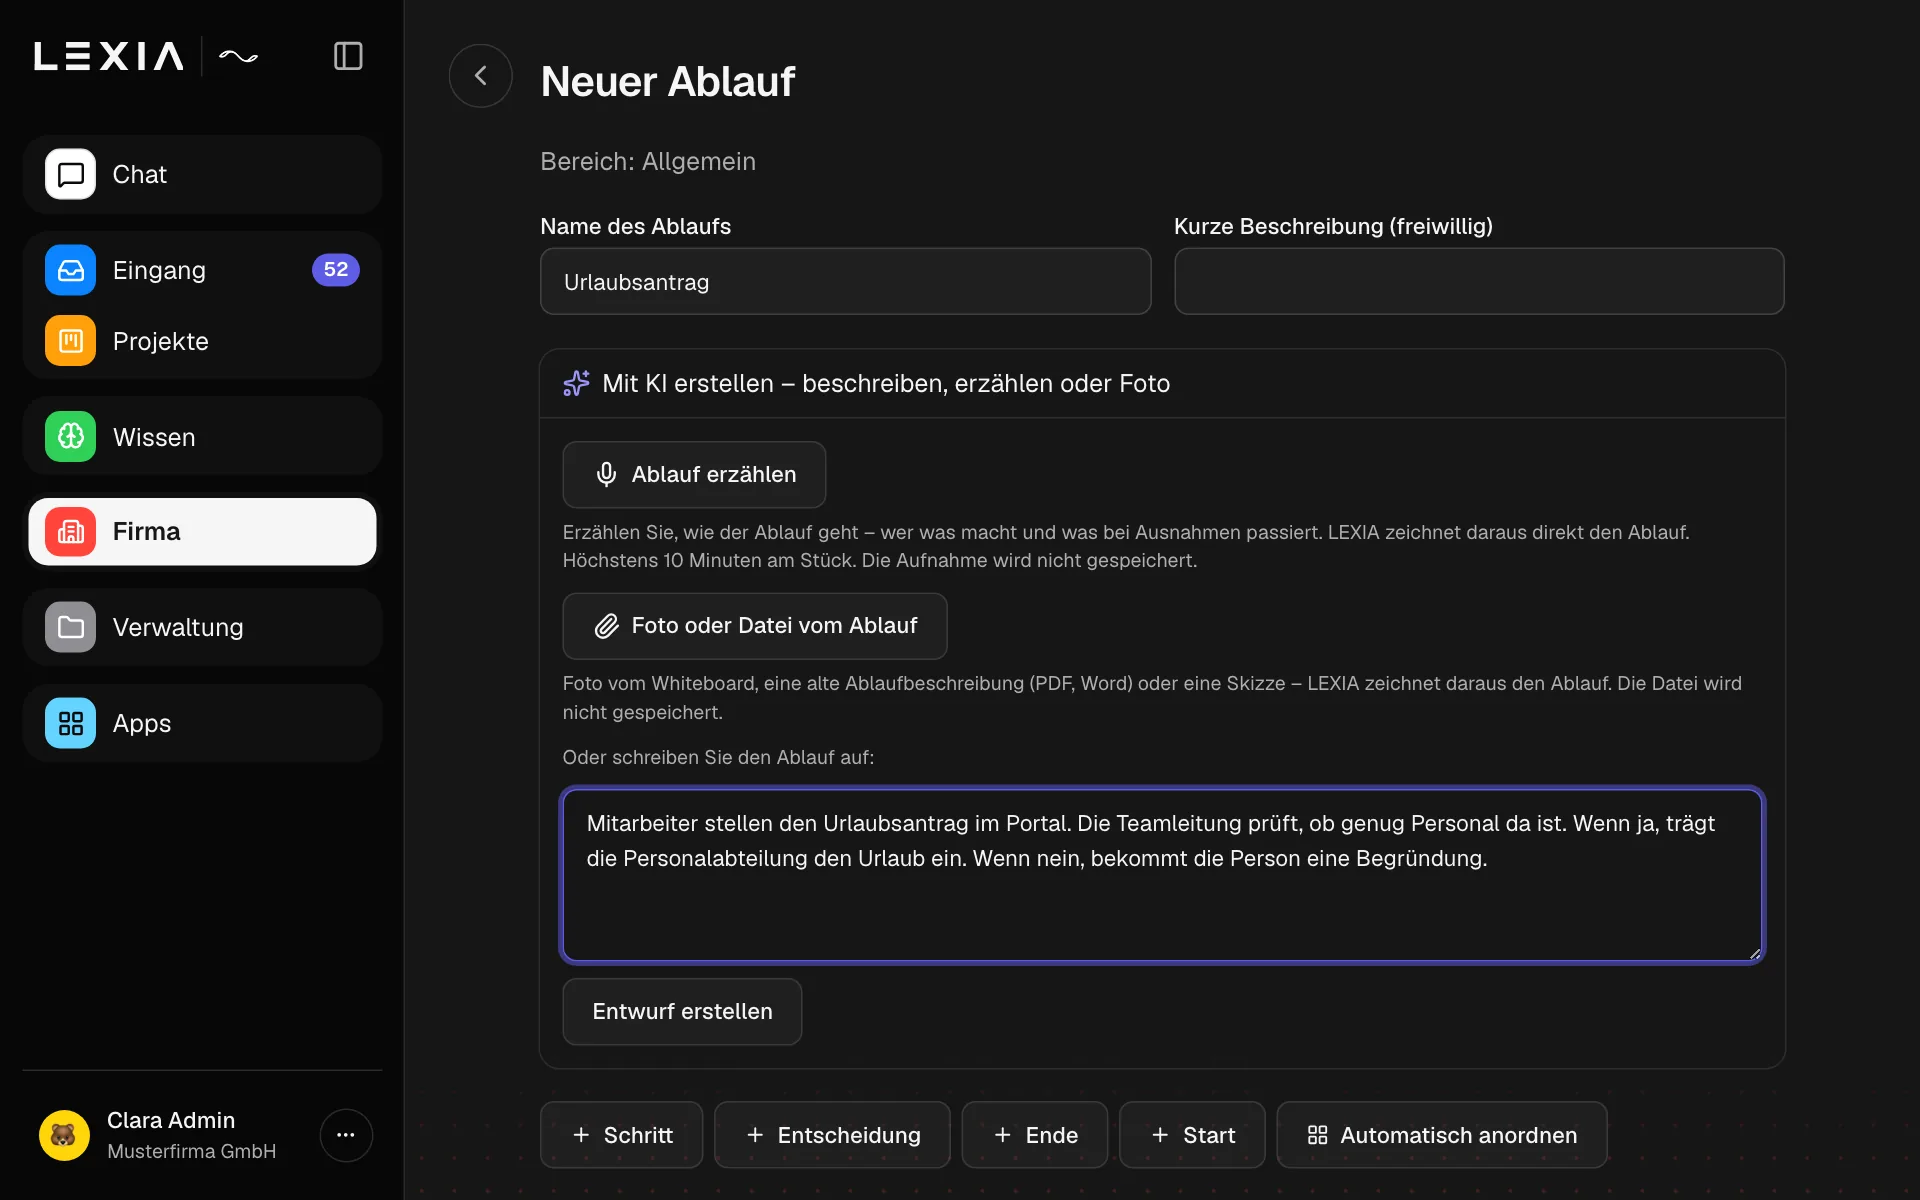 LEXIA
Chat
Eingang 52
Projekte
Wissen
Firma
Verwaltung
Apps
Clara Admin
Musterfirma GmbH
Neuer Ablauf
Bereich: Allgemein
Name des Ablaufs
Urlaubsantrag
Kurze Beschreibung (freiwillig)
Mit KI erstellen – beschreiben, erzählen oder Foto
Ablauf erzählen
Erzählen Sie, wie der Ablauf geht – wer was macht und was bei Ausnahmen passiert. LEXIA zeichnet daraus direkt den Ablauf.
Höchstens 10 Minuten am Stück. Die Aufnahme wird nicht gespeichert.
Foto oder Datei vom Ablauf
Foto vom Whiteboard, eine alte Ablaufbeschreibung (PDF, Word) oder eine Skizze – LEXIA zeichnet daraus den Ablauf. Die Datei wird
nicht gespeichert.
Oder schreiben Sie den Ablauf auf:
Mitarbeiter stellen den Urlaubsantrag im Portal. Die Teamleitung prüft, ob genug Personal da ist. Wenn ja, trägt
die Personalabteilung den Urlaub ein. Wenn nein, bekommt die Person eine Begründung.
Entwurf erstellen
+ Schritt
+ Entscheidung
+ Ende
+ Start
Automatisch anordnen